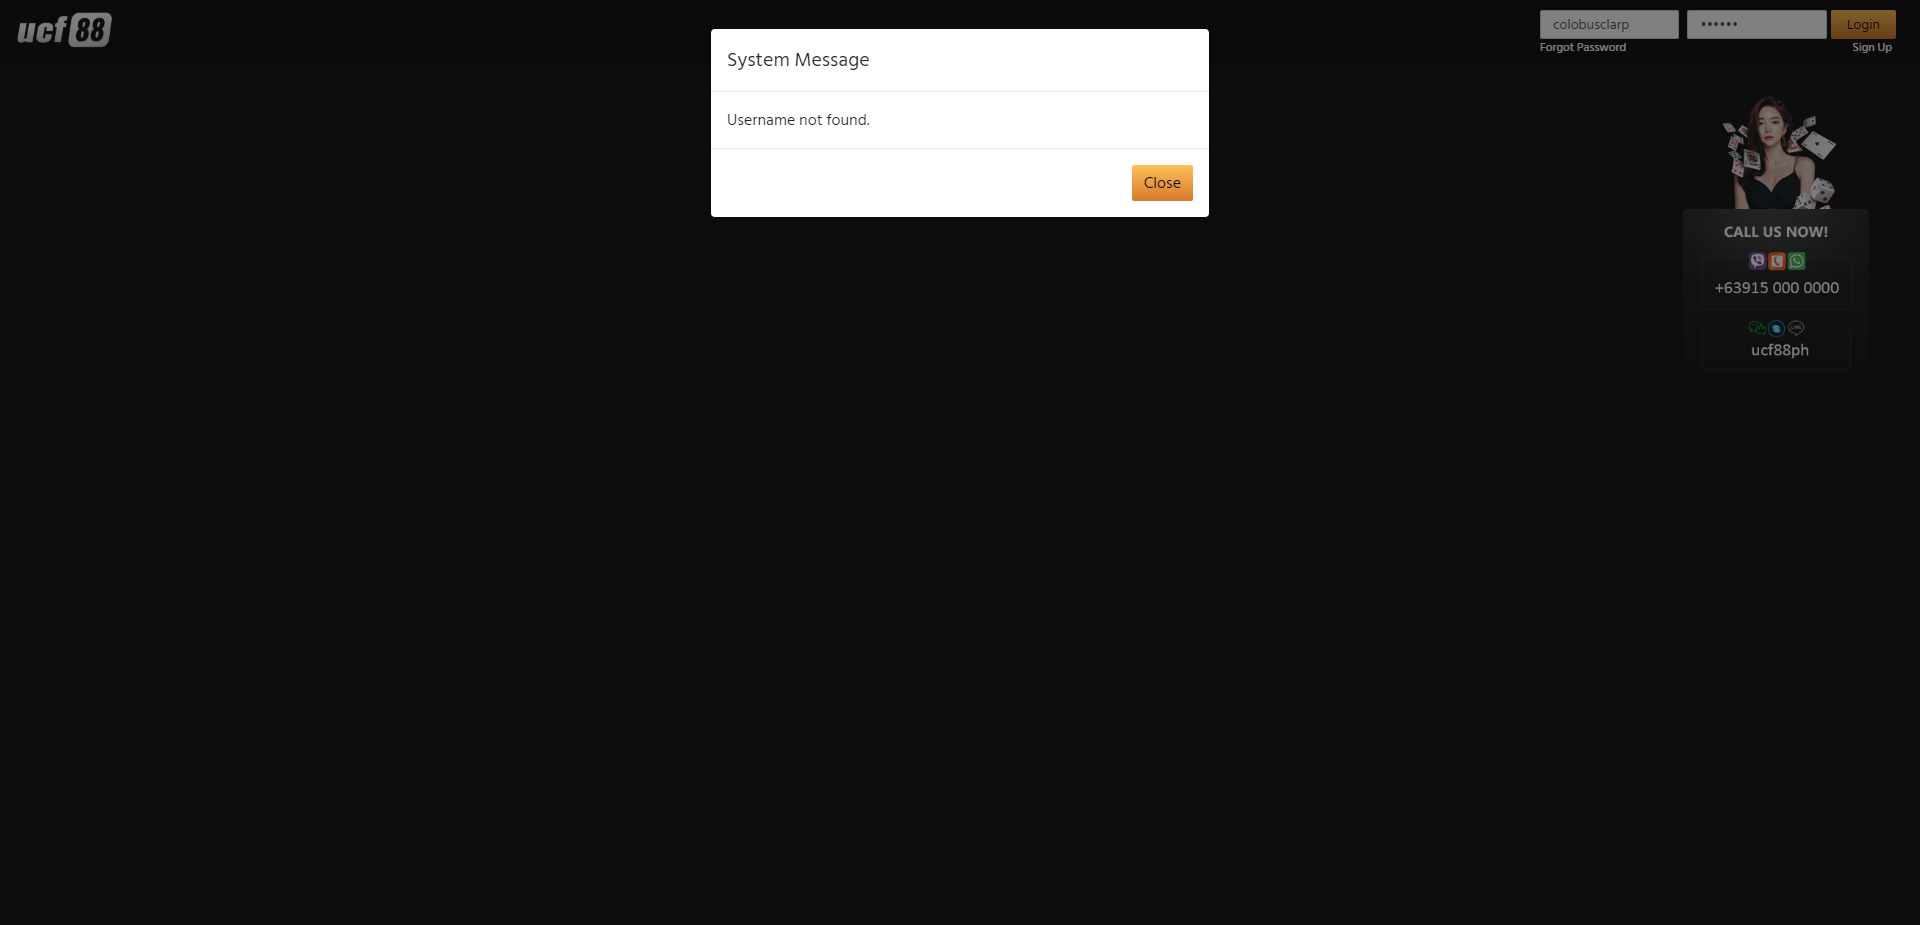 ucf88
colobusclarp
••••••
Login
Forgot Password
Sign Up
System Message
Username not found.
Close
CALL US NOW!
+63915 000 0000
LINE
ucf88ph